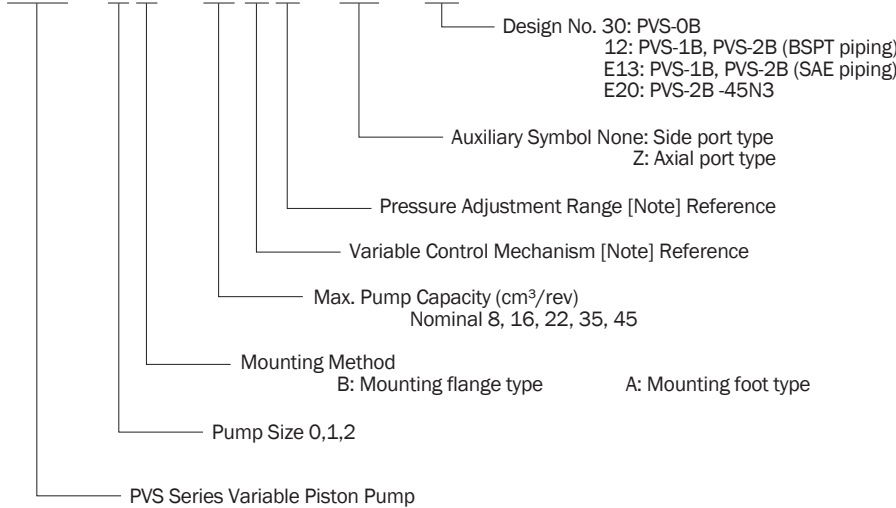 Design No. 30: PVS-0B
12: PVS-1B, PVS-2B (BSPT piping)
E13: PVS-1B, PVS-2B (SAE piping)
E20: PVS-2B -45N3
Auxiliary Symbol None: Side port type
Z: Axial port type
Pressure Adjustment Range [Note] Reference
Variable Control Mechanism [Note] Reference
Max. Pump Capacity (cm³/rev)
Nominal 8, 16, 22, 35, 45
Mounting Method
B: Mounting flange type A: Mounting foot type
Pump Size 0,1,2
PVS Series Variable Piston Pump